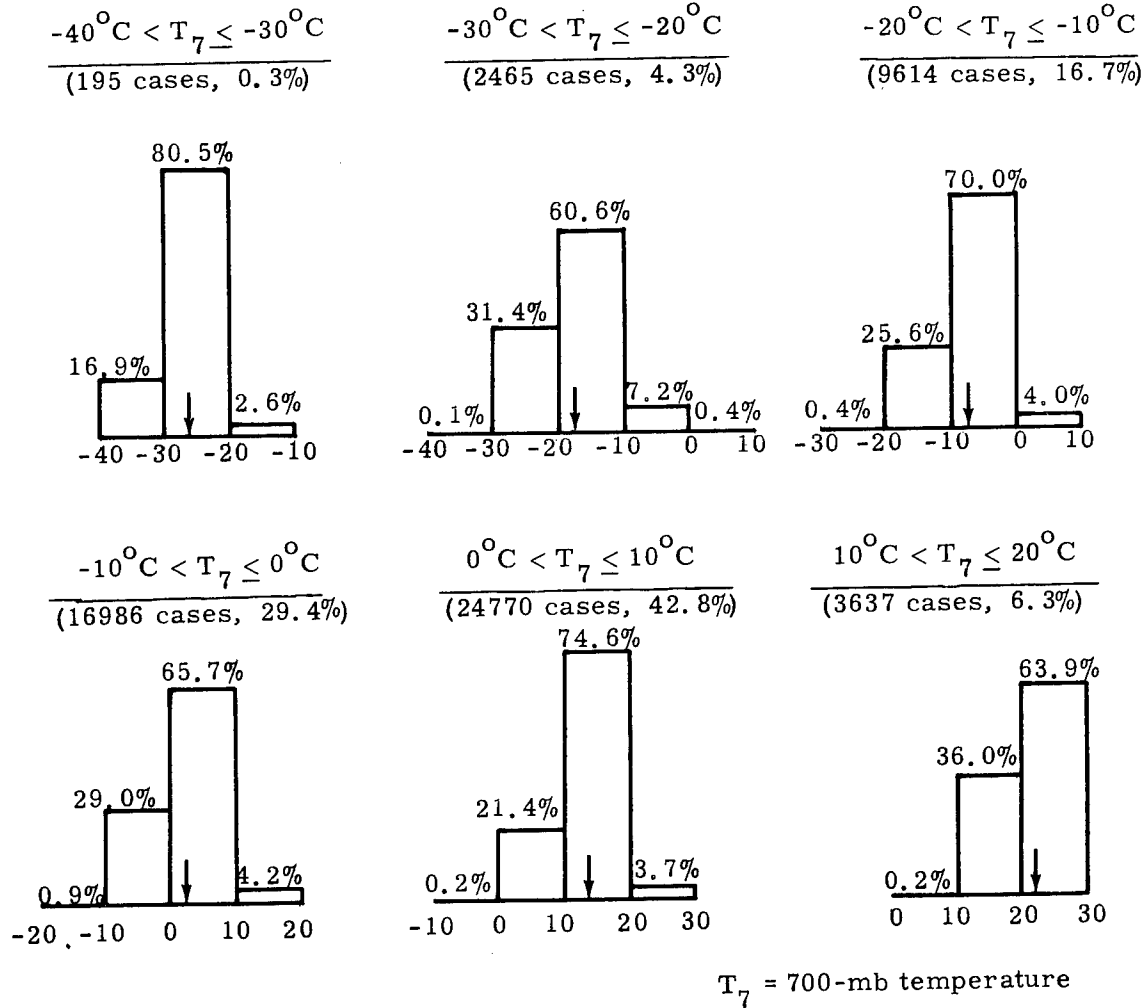 -40°C < T7 ≤ -30°C
(195 cases, 0.3%)
80.5%
16.9%
2.6%
-40 -30 -20 -10
-30°C < T7 ≤ -20°C
(2465 cases, 4.3%)
60.6%
31.4%
7.2%
0.1%
0.4%
-40 -30 -20 -10 0 10
-20°C < T7 ≤ -10°C
(9614 cases, 16.7%)
70.0%
25.6%
4.0%
0.4%
-30 -20 -10 0 10
-10°C < T7 ≤ 0°C
(16986 cases, 29.4%)
65.7%
29.0%
4.2%
0.9%
-20 -10 0 10 20
0°C < T7 ≤ 10°C
(24770 cases, 42.8%)
74.6%
21.4%
3.7%
0.2%
-10 0 10 20 30
10°C < T7 ≤ 20°C
(3637 cases, 6.3%)
63.9%
36.0%
0.2%
0 10 20 30
T7 = 700-mb temperature